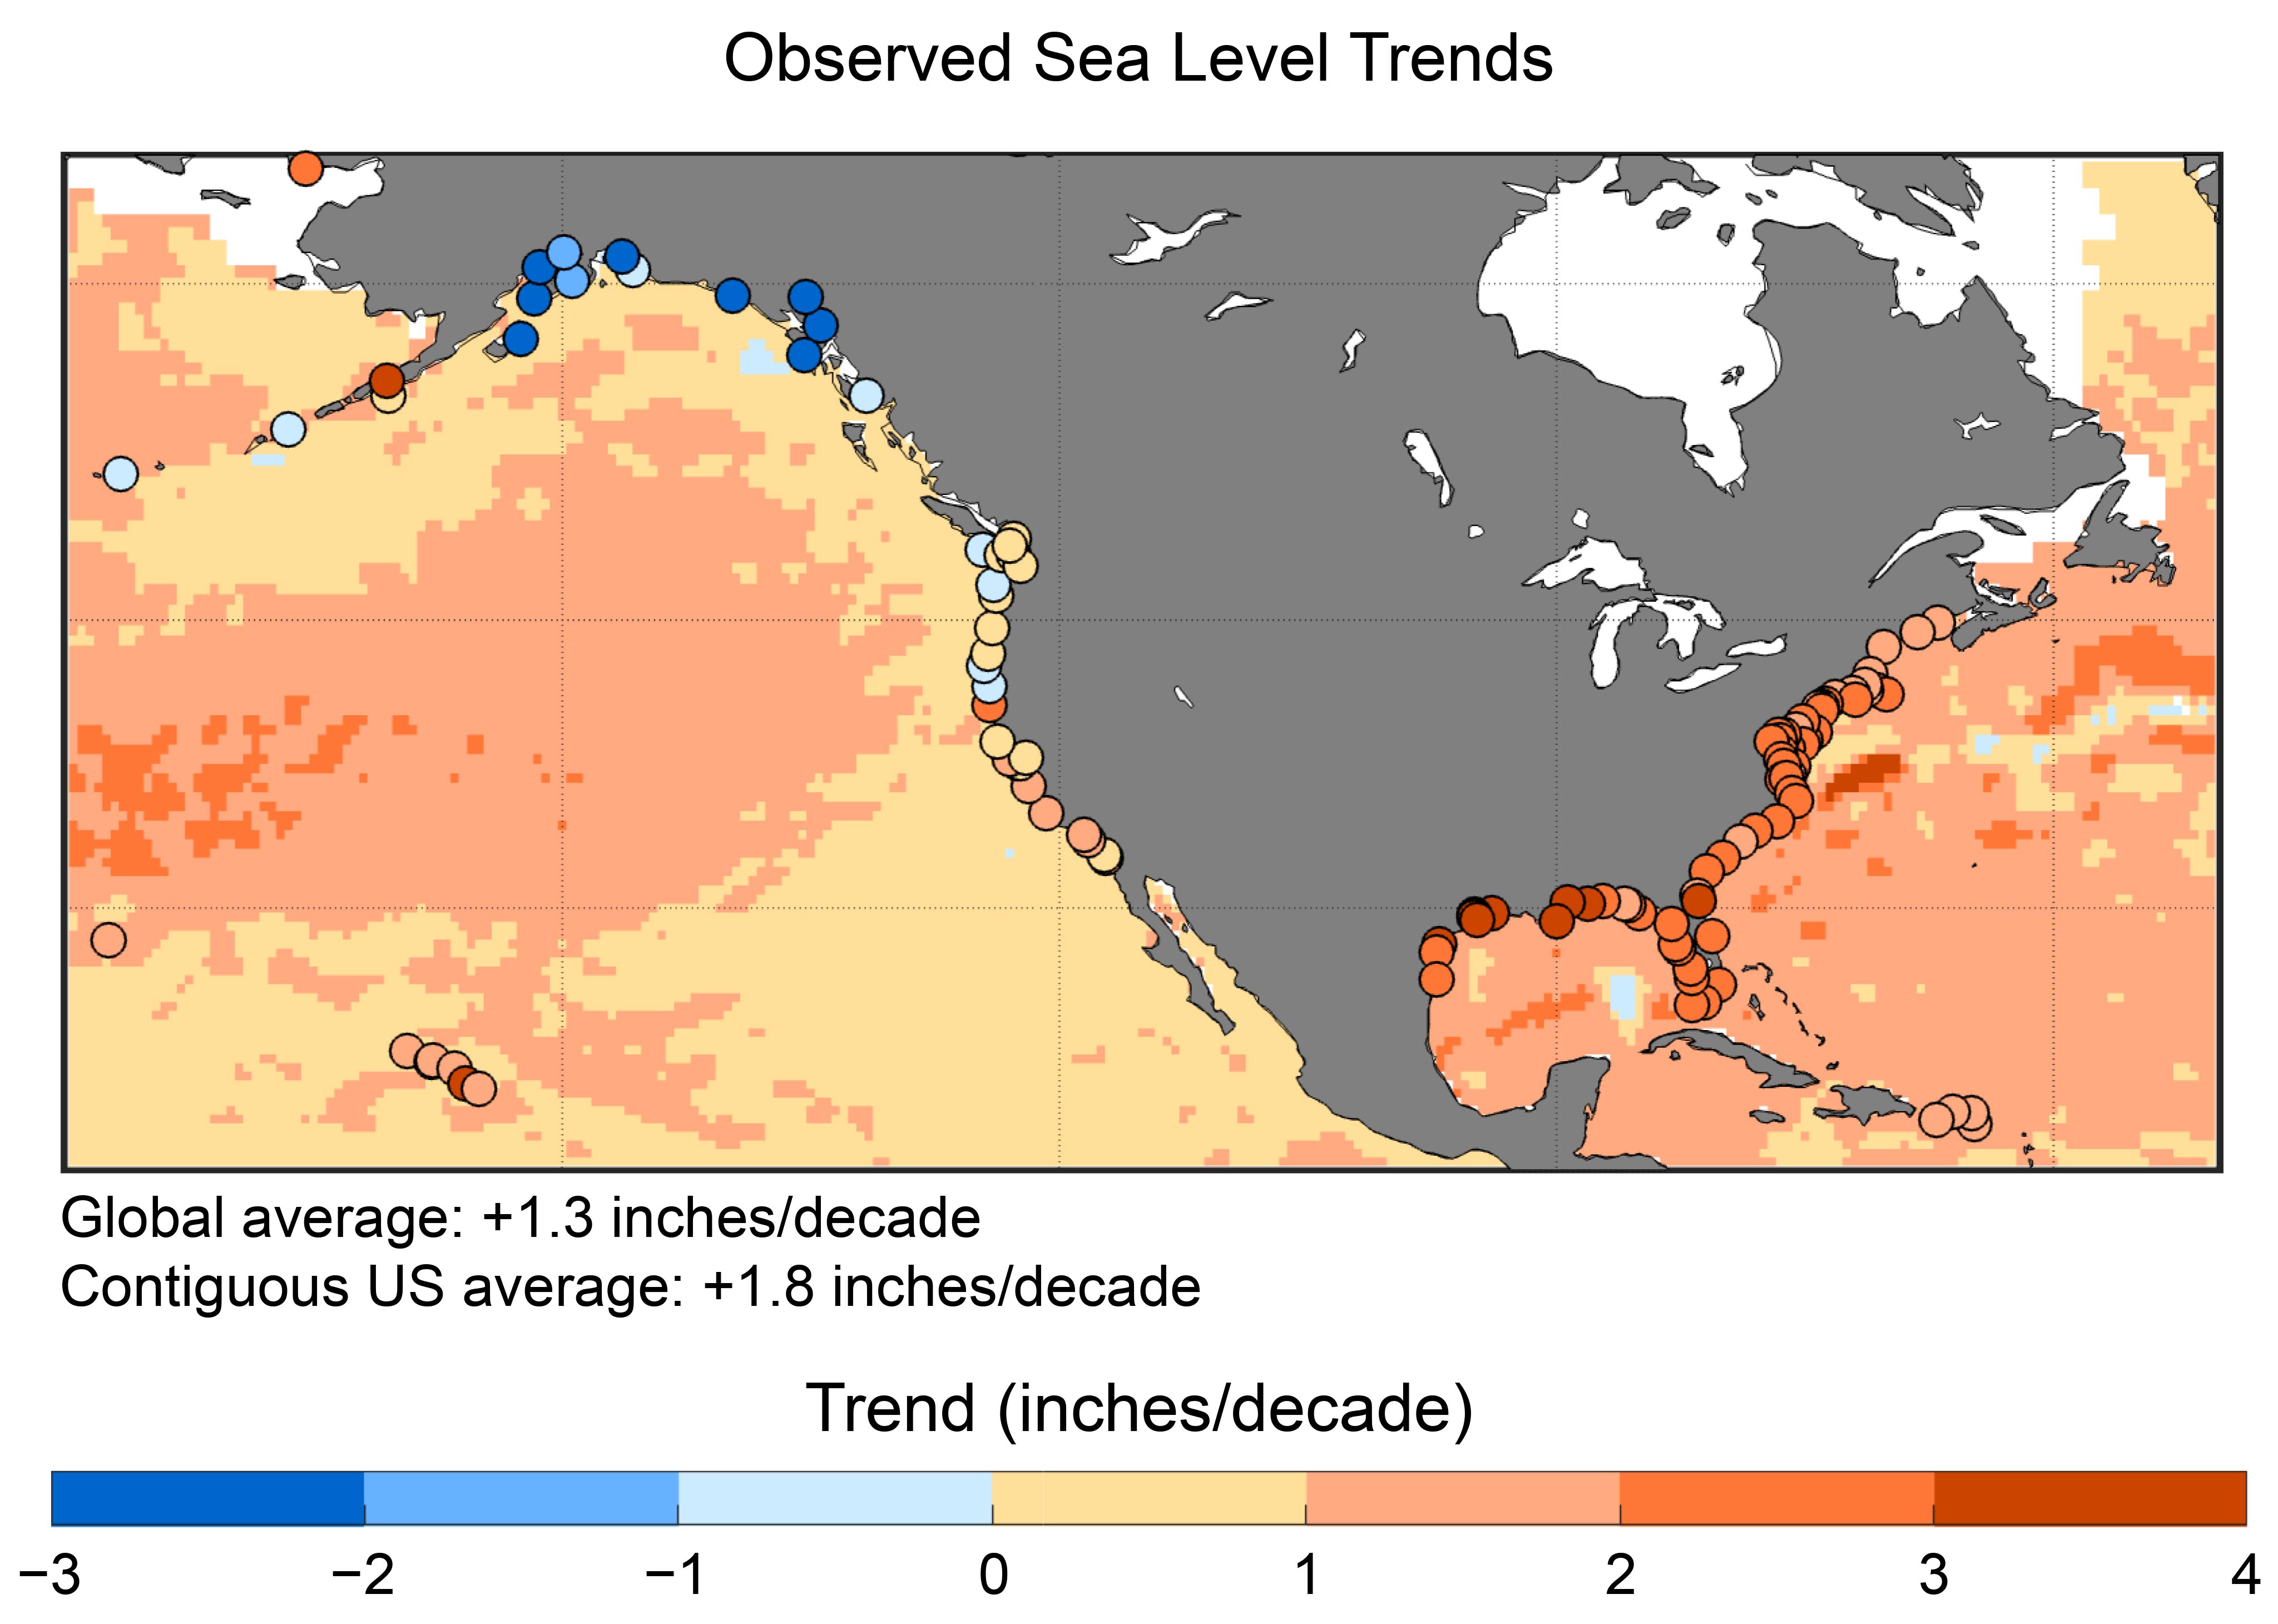 Observed Sea Level Trends
Global average: +1.3 inches/decade
Contiguous US average: +1.8 inches/decade
Trend (inches/decade)
−3 −2 −1 0 1 2 3 4